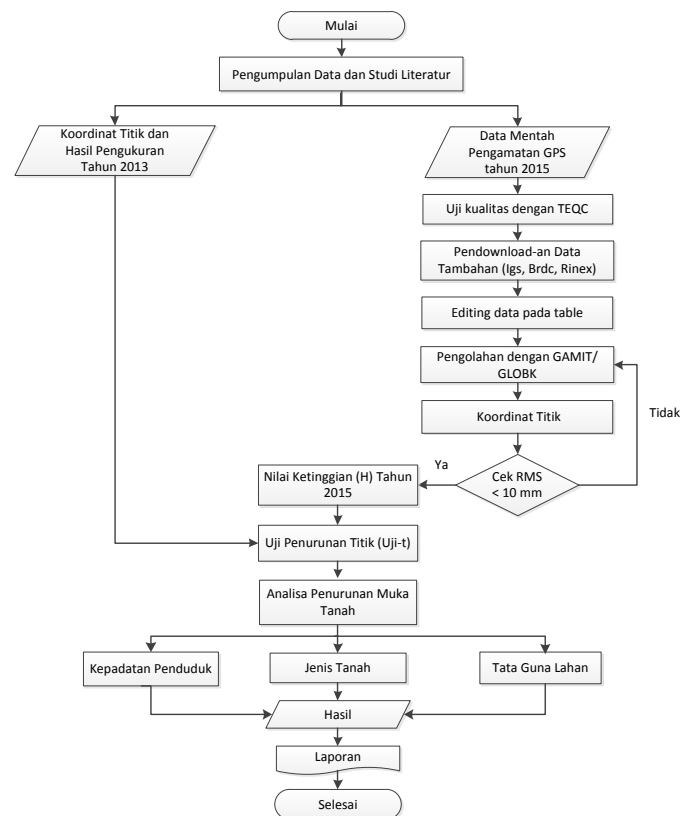 Mulai
Pengumpulan Data dan Studi Literatur
Koordinat Titik dan
Hasil Pengukuran
Tahun 2013
Data Mentah
Pengamatan GPS
tahun 2015
Uji kualitas dengan TEQC
Pendownload-an Data
Tambahan (Igs, Brdc, Rinex)
Editing data pada table
Pengolahan dengan GAMIT/
GLOBK
Koordinat Titik
Tidak
Cek RMS
< 10 mm
Ya
Nilai Ketinggian (H) Tahun
2015
Uji Penurunan Titik (Uji-t)
Analisa Penurunan Muka
Tanah
Kepadatan Penduduk
Jenis Tanah
Tata Guna Lahan
Hasil
Laporan
Selesai